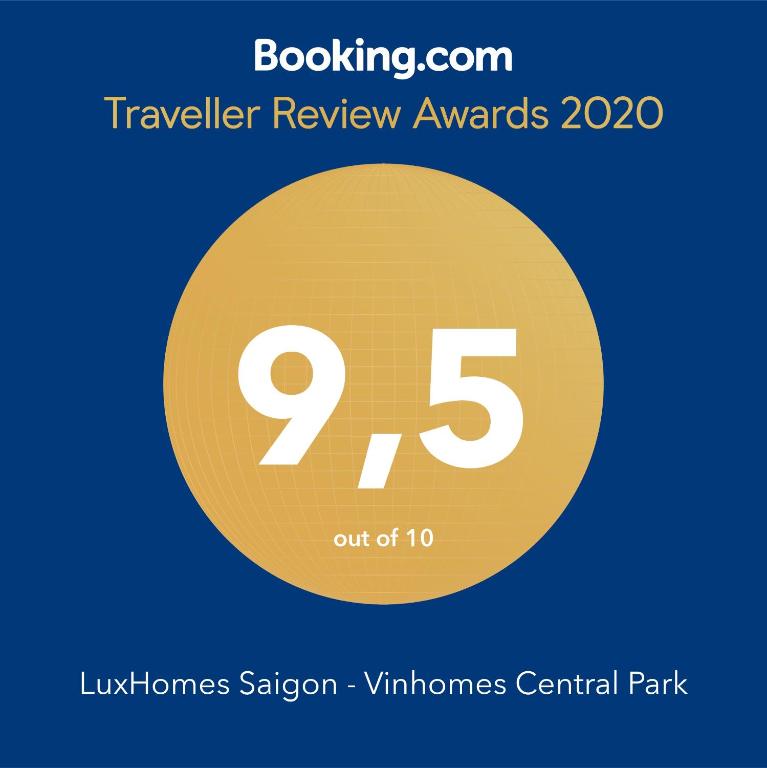 Booking.com
Traveller Review Awards 2020
9,5
out of 10
LuxHomes Saigon - Vinhomes Central Park